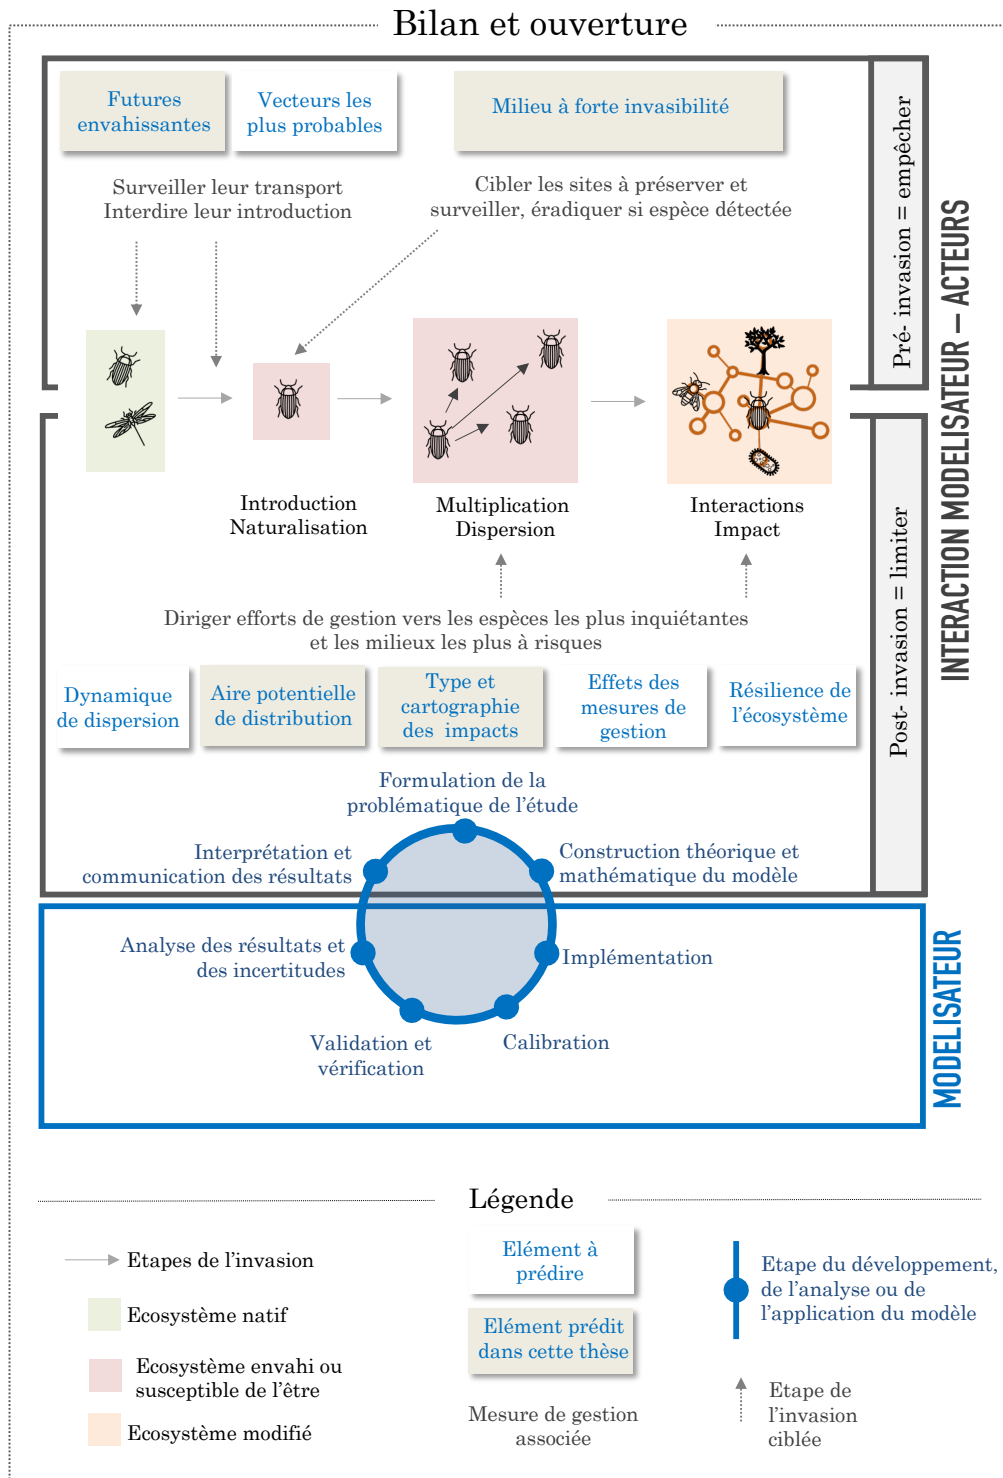 Bilan et ouverture
Futures
envahissantes
Vecteurs les
plus probables
Milieu à forte invasibilité
Surveiller leur transport
Interdire leur introduction
Cibler les sites à préserver et
surveiller, éradiquer si espèce détectée
Pré- invasion = empêcher
INTERACTION MODELISATEUR – ACTEURS
Introduction
Naturalisation
Multiplication
Dispersion
Interactions
Impact
Diriger efforts de gestion vers les espèces les plus inquiétantes
et les milieux les plus à risques
Post- invasion = limiter
Dynamique
de dispersion
Aire potentielle
de distribution
Type et
cartographie
des impacts
Effets des
mesures de
gestion
Résilience de
l'écosystème
Formulation de la
problématique de l'étude
Interprétation et
communication des résultats
Construction théorique et
mathématique du modèle
Analyse des résultats et
des incertitudes
Implémentation
Validation et
vérification
Calibration
MODELISATEUR
Légende
Etapes de l'invasion
Ecosystème natif
Ecosystème envahi ou
susceptible de l'être
Ecosystème modifié
Elément à
prédire
Elément prédit
dans cette thèse
Mesure de gestion
associée
Etape du développement,
de l'analyse ou de
l'application du modèle
Etape de
l'invasion
ciblée